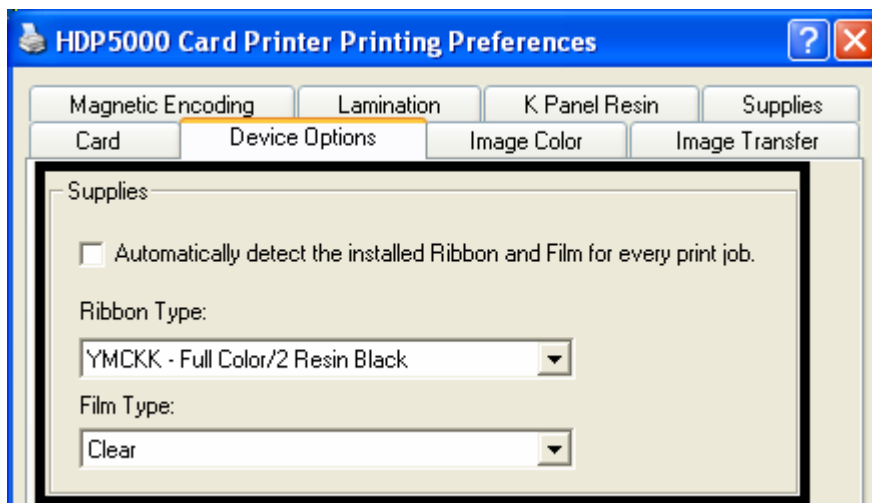 HDP5000 Card Printer Printing Preferences
Magnetic Encoding Lamination K Panel Resin Supplies
Card Device Options Image Color Image Transfer
Supplies
Automatically detect the installed Ribbon and Film for every print job.
Ribbon Type:
YMCKK - Full Color/2 Resin Black
Film Type:
Clear